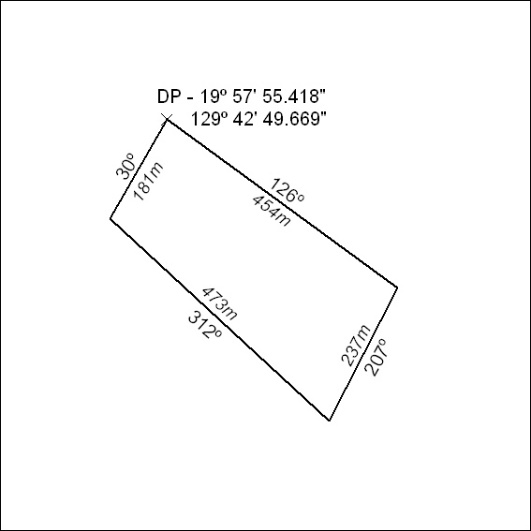 DP - 19º 57' 55.418"
129º 42' 49.669"
30º
181m
126º
454m
473m
312º
237m
207º